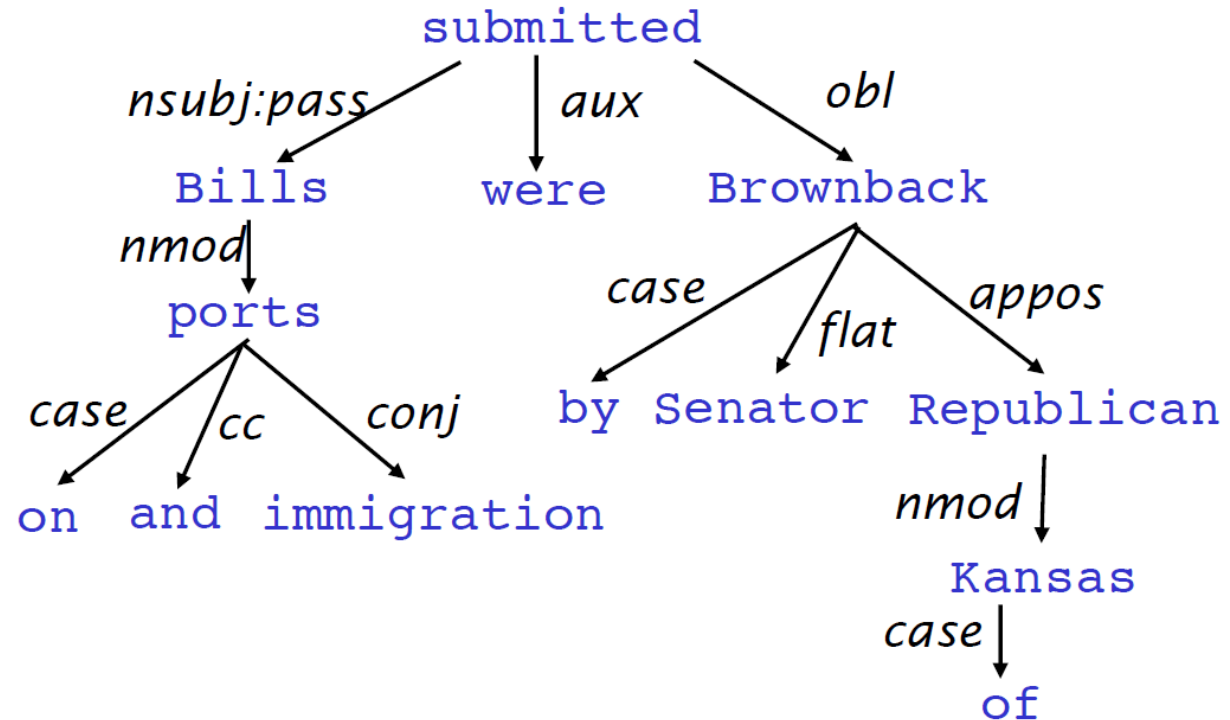 submitted
nsubj:pass aux obl
Bills were Brownback
nmod
ports
case flat appos
case cc conj
by Senator Republican
on and immigration
nmod
Kansas
case
of